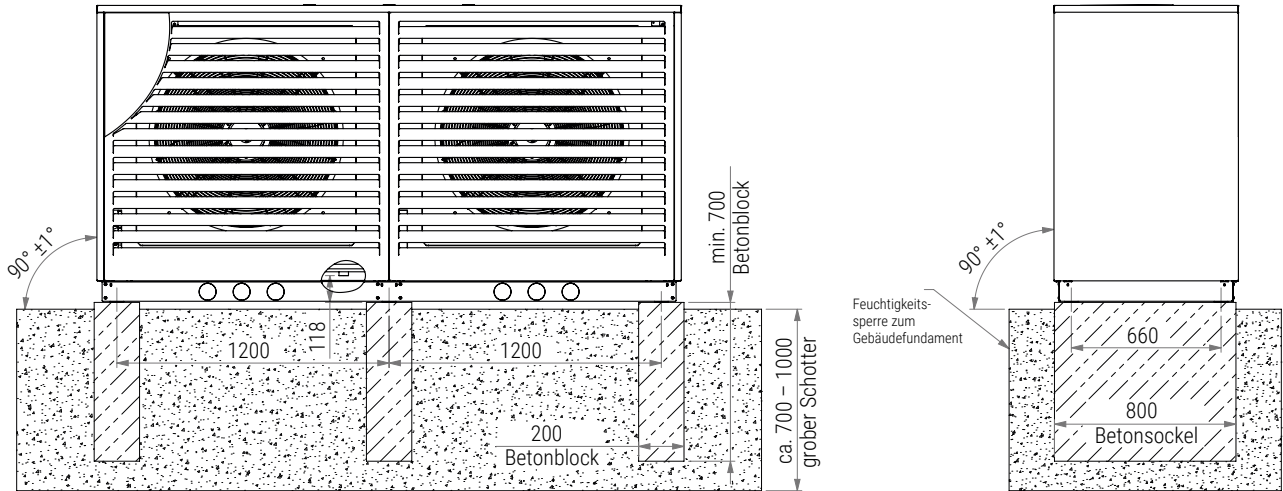 90° ±1°
118
1200
1200
200
Betonblock
min. 700
Betonblock
ca. 700 – 1000
grober Schotter
90° ±1°
Feuchtigkeits-
sperre zum
Gebäudefundament
660
800
Betonsockel